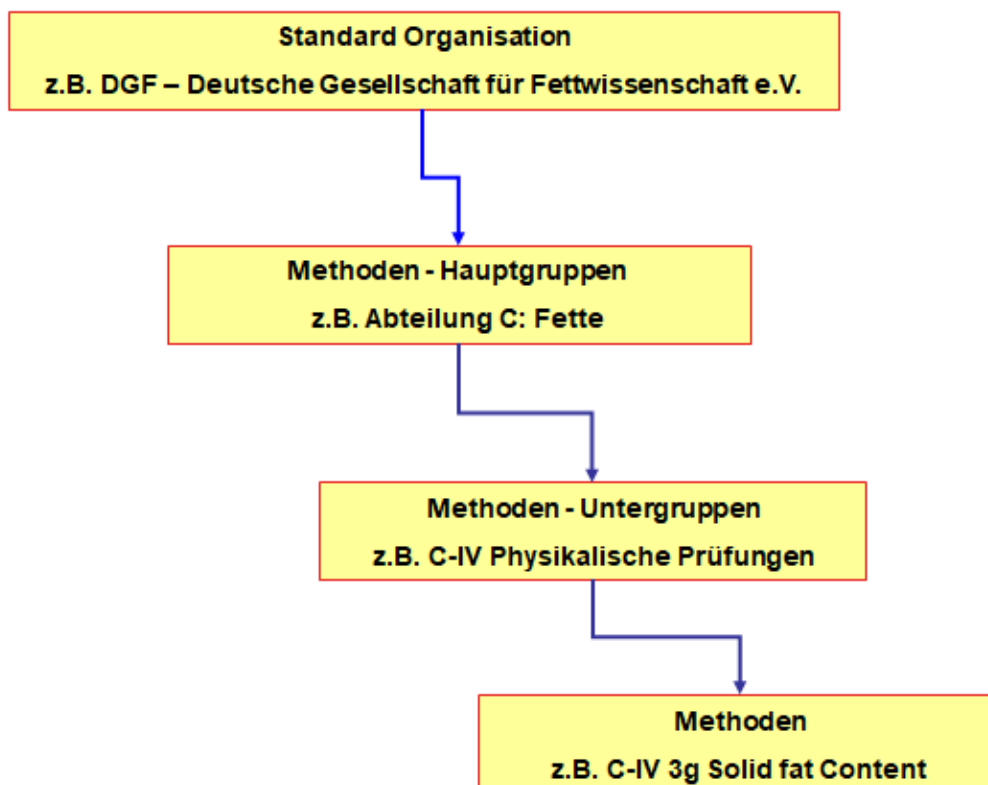 Standard Organisation
z.B. DGF – Deutsche Gesellschaft für Fettwissenschaft e.V.
Methoden - Hauptgruppen
z.B. Abteilung C: Fette
Methoden - Untergruppen
z.B. C-IV Physikalische Prüfungen
Methoden
z.B. C-IV 3g Solid fat Content